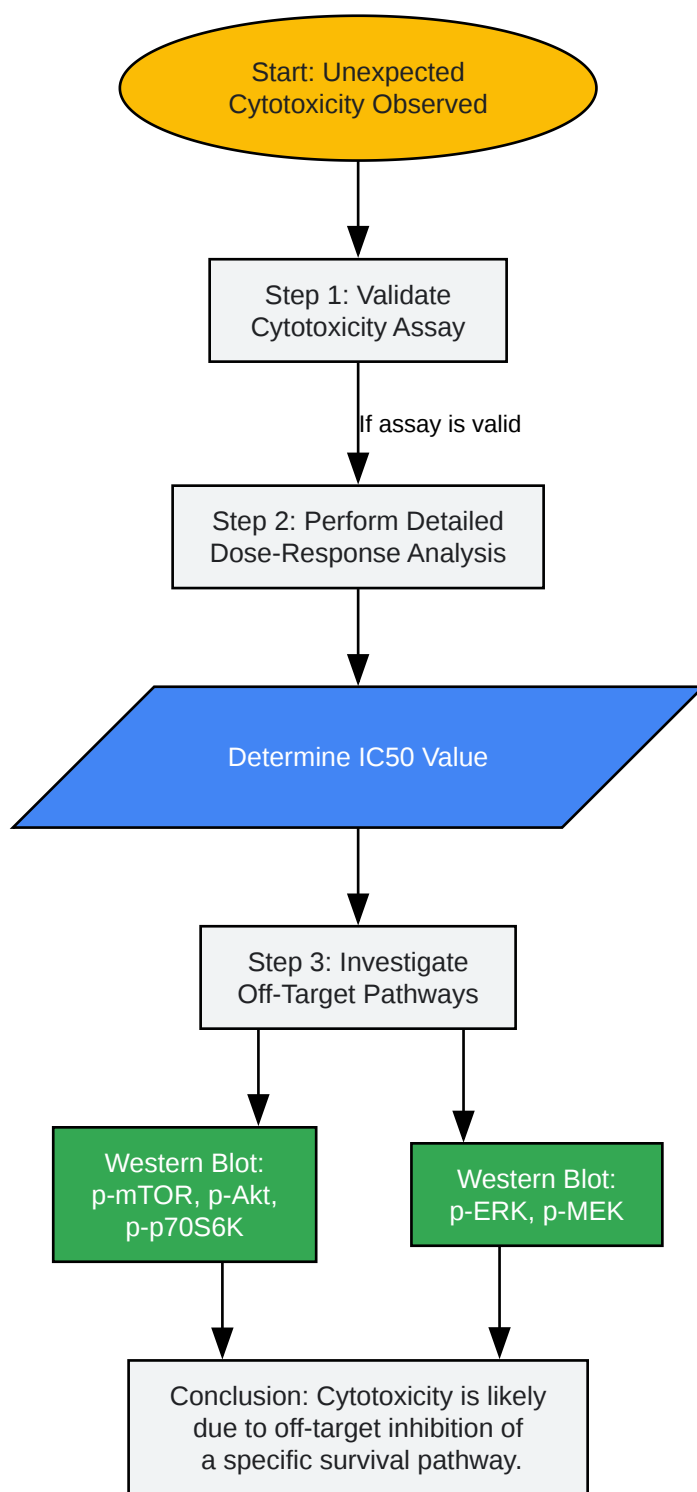 Start: Unexpected
Cytotoxicity Observed
Step 1: Validate
Cytotoxicity Assay
If assay is valid
Step 2: Perform Detailed
Dose-Response Analysis
Determine IC50 Value
Step 3: Investigate
Off-Target Pathways
Western Blot:
p-mTOR, p-Akt,
p-p70S6K
Western Blot:
p-ERK, p-MEK
Conclusion: Cytotoxicity is likely
due to off-target inhibition of
a specific survival pathway.